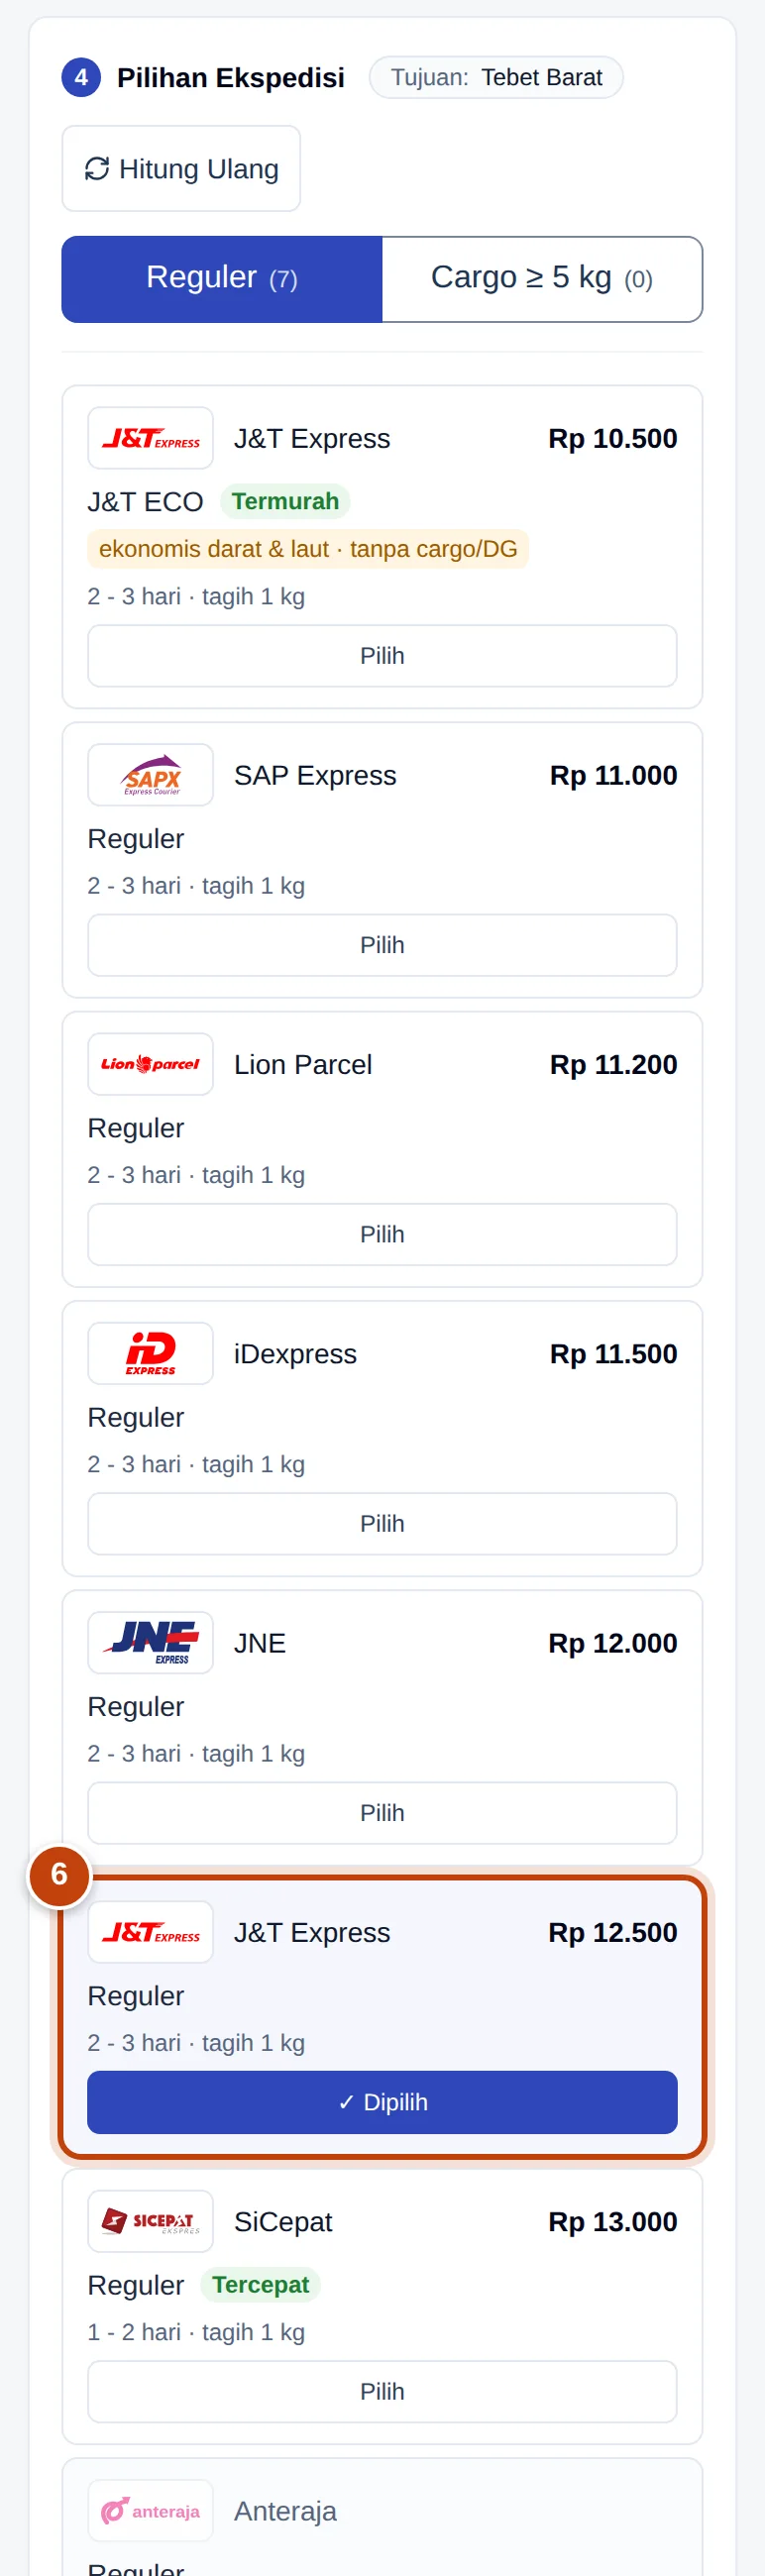 4 Pilihan Ekspedisi Tujuan: Tebet Barat
Hitung Ulang
Reguler (7) Cargo ≥ 5 kg (0)
J&T EXPRESS J&T Express Rp 10.500
J&T ECO Termurah
ekonomis darat & laut · tanpa cargo/DG
2 - 3 hari · tagih 1 kg
Pilih
SAPX Express Courier SAP Express Rp 11.000
Reguler
2 - 3 hari · tagih 1 kg
Pilih
Lion parcel Lion Parcel Rp 11.200
Reguler
2 - 3 hari · tagih 1 kg
Pilih
iD EXPRESS iDexpress Rp 11.500
Reguler
2 - 3 hari · tagih 1 kg
Pilih
JNE EXPRESS JNE Rp 12.000
Reguler
2 - 3 hari · tagih 1 kg
Pilih
6
J&T EXPRESS J&T Express Rp 12.500
Reguler
2 - 3 hari · tagih 1 kg
✓ Dipilih
SICEPAT EKSPRES SiCepat Rp 13.000
Reguler Tercepat
1 - 2 hari · tagih 1 kg
Pilih
anteraja Anteraja
Reguler